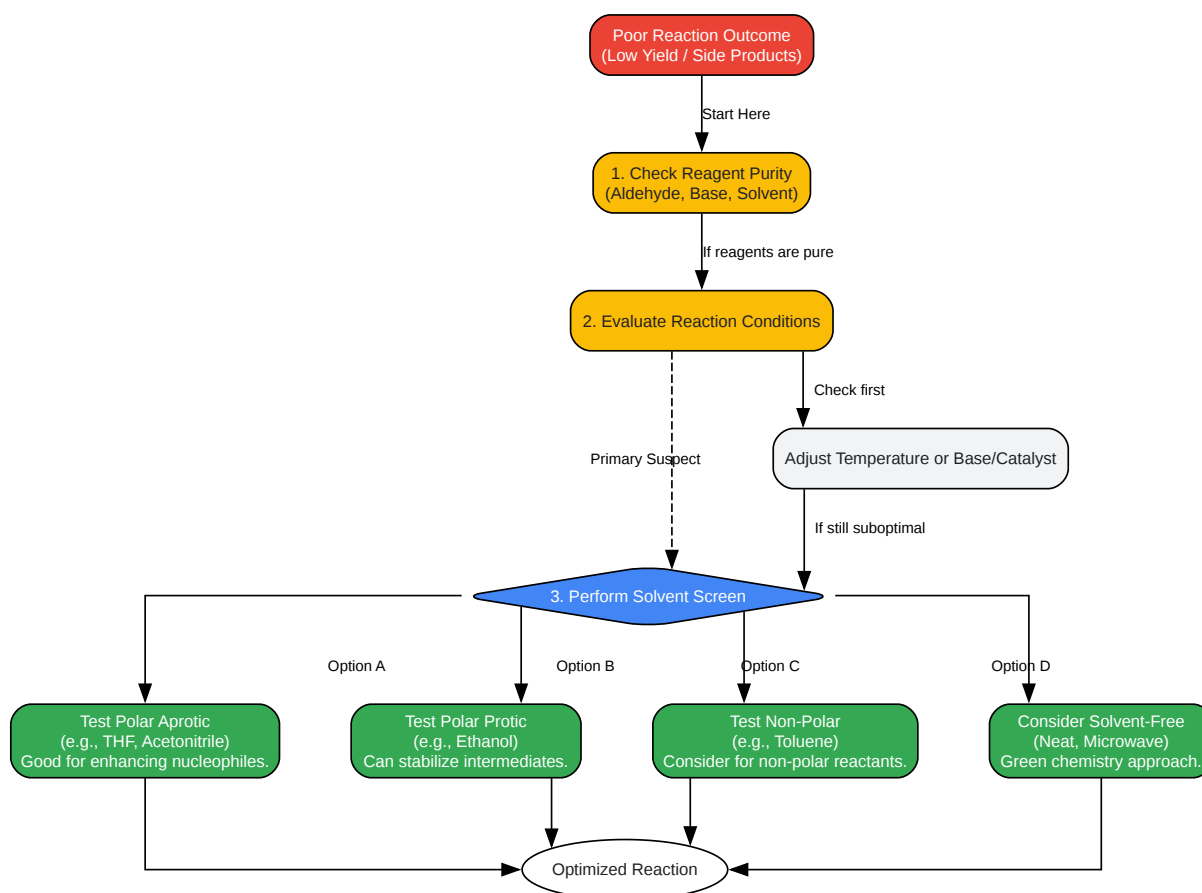 Poor Reaction Outcome
(Low Yield / Side Products)
Start Here
1. Check Reagent Purity
(Aldehyde, Base, Solvent)
If reagents are pure
2. Evaluate Reaction Conditions
Check first
Primary Suspect
Adjust Temperature or Base/Catalyst
If still suboptimal
3. Perform Solvent Screen
Option A
Option B
Option C
Option D
Test Polar Aprotic
(e.g., THF, Acetonitrile)
Good for enhancing nucleophiles.
Test Polar Protic
(e.g., Ethanol)
Can stabilize intermediates.
Test Non-Polar
(e.g., Toluene)
Consider for non-polar reactants.
Consider Solvent-Free
(Neat, Microwave)
Green chemistry approach.
Optimized Reaction